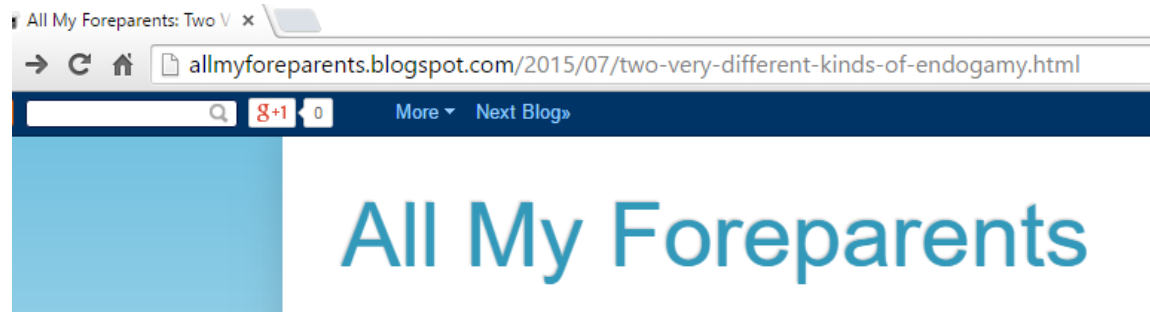 All My Foreparents: Two V
allmyforeparents.blogspot.com/2015/07/two-very-different-kinds-of-endogamy.html
g+1 0 More Next Blog»
All My Foreparents